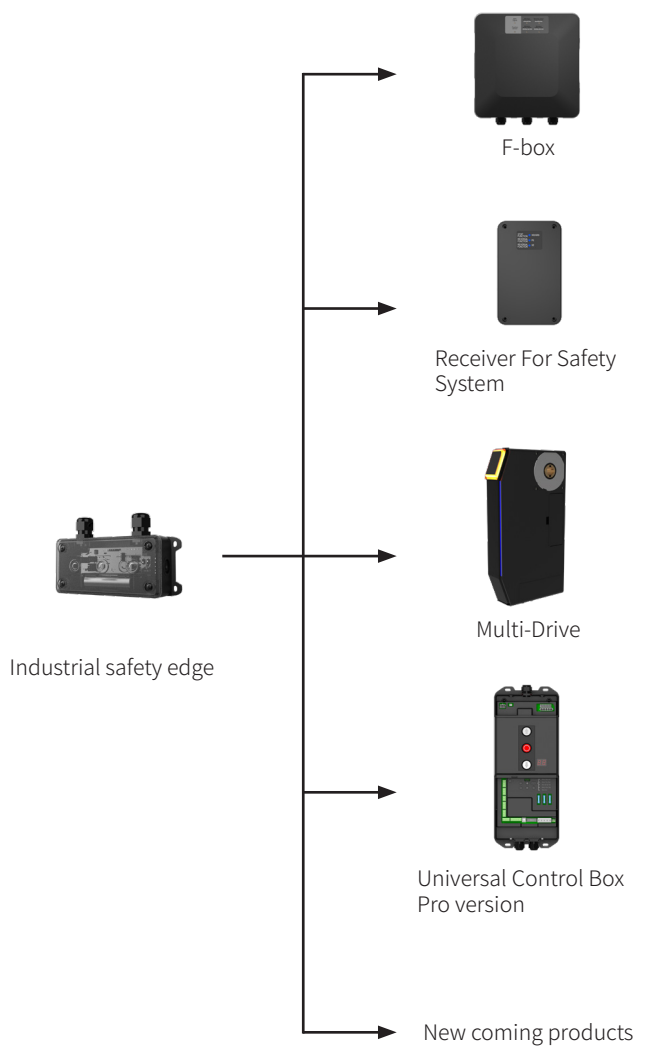 F-box
Receiver For Safety
System
Multi-Drive
Industrial safety edge
Universal Control Box
Pro version
New coming products